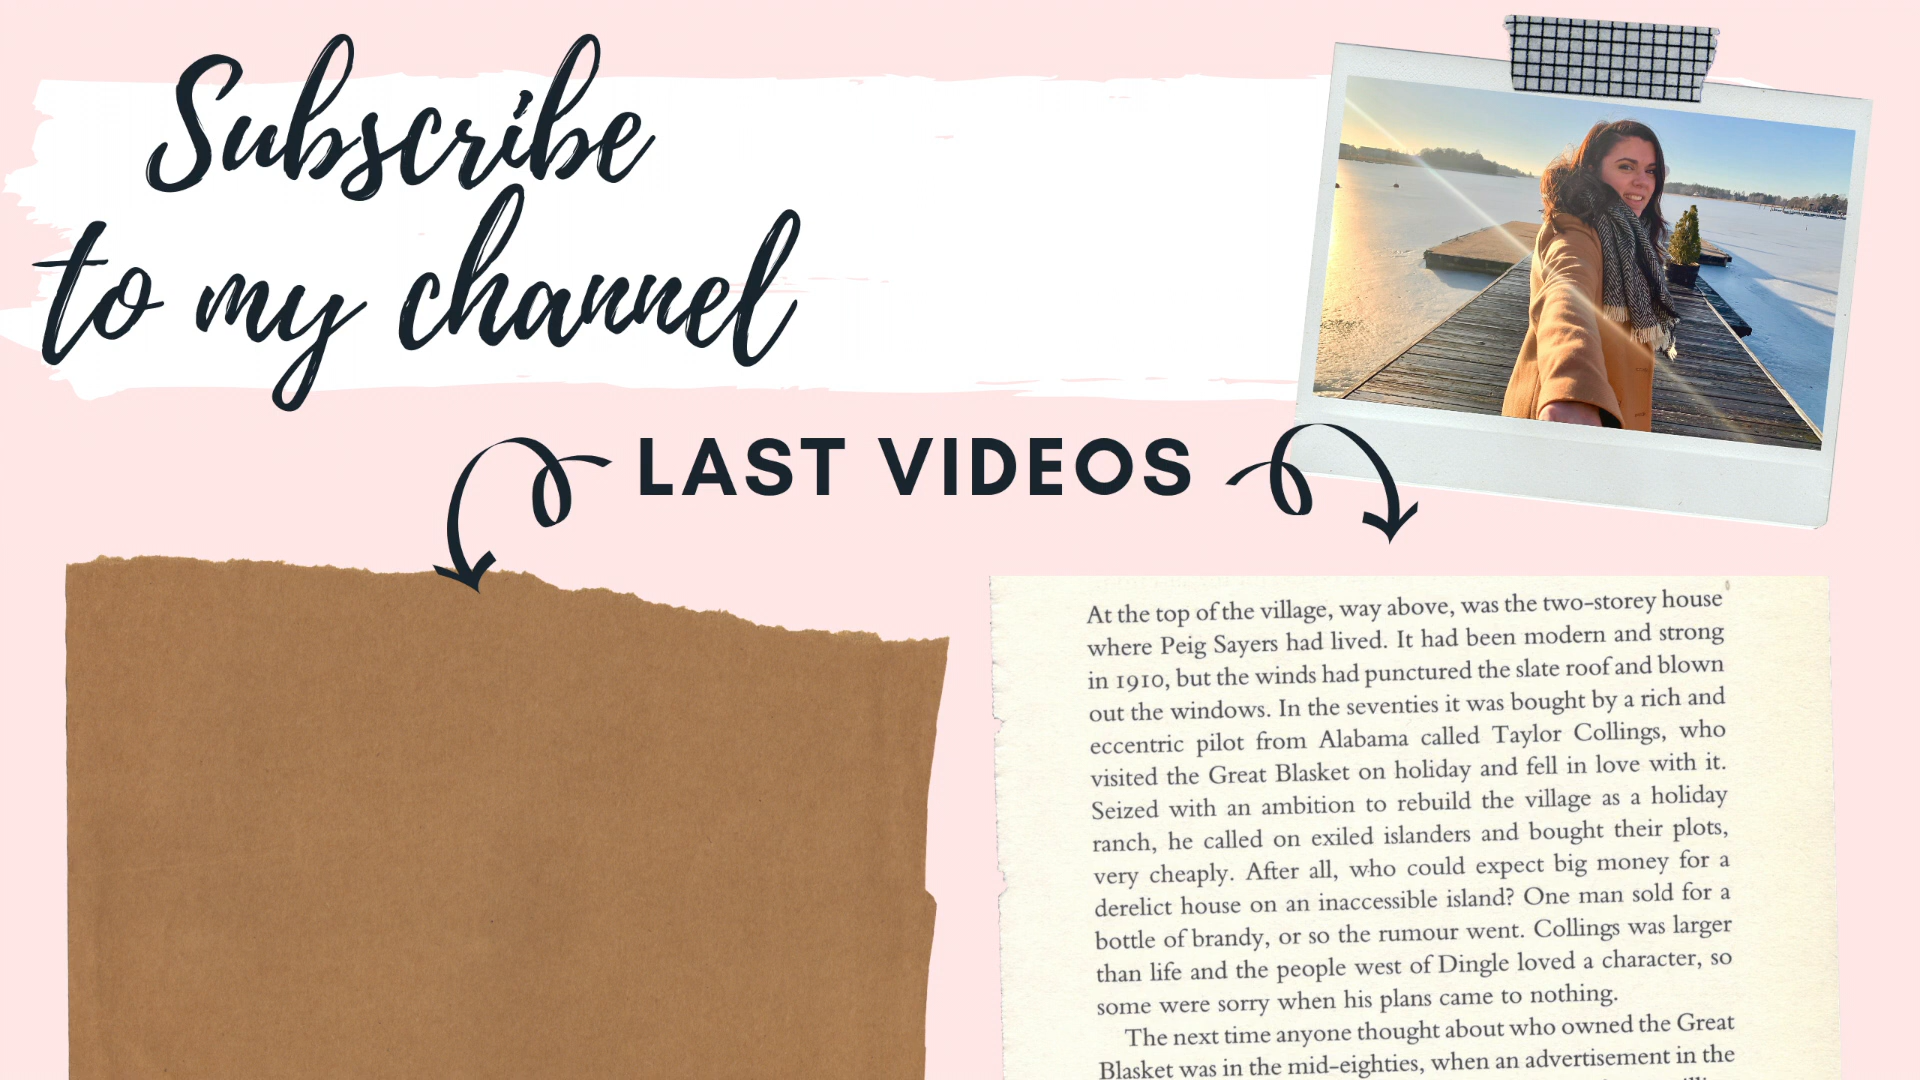 Subscribe
to my channel
LAST VIDEOS
At the top of the village, way above, was the two-storey house
where Peig Sayers had lived. It had been modern and strong
in 1910, but the winds had punctured the slate roof and blown
out the windows. In the seventies it was bought by a rich and
eccentric pilot from Alabama called Taylor Collings, who
visited the Great Blasket on holiday and fell in love with it.
Seized with an ambition to rebuild the village as a holiday
ranch, he called on exiled islanders and bought their plots,
very cheaply. After all, who could expect big money for a
derelict house on an inaccessible island? One man sold for a
bottle of brandy, or so the rumour went. Collings was larger
than life and the people west of Dingle loved a character, so
some were sorry when his plans came to nothing.
The next time anyone thought about who owned the Great
Blasket was in the mid-eighties, when an advertisement in the